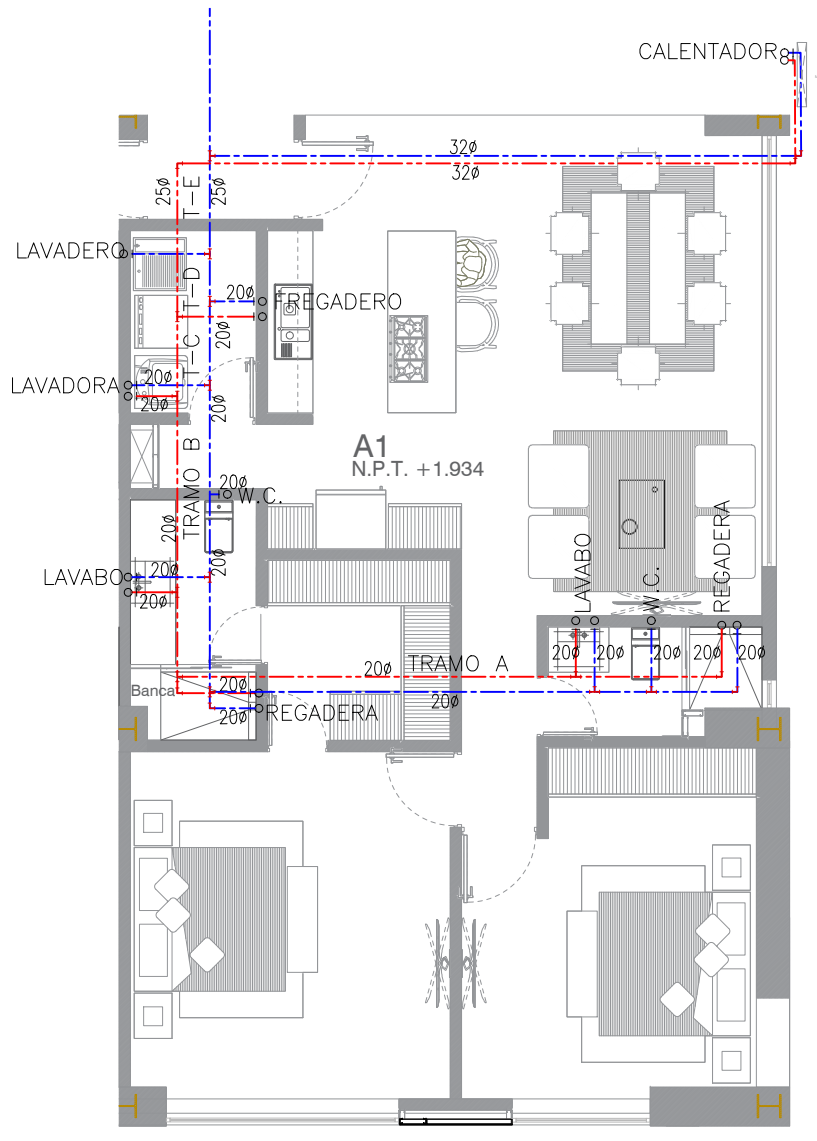 CALENTADOR
32ø
32ø
25ø
T-E
25ø
LAVADERO
T-D
20ø
FREGADERO
20ø
T-C
LAVADORA
20ø
20ø
20ø
A1
N.P.T. +1.934
TRAMO B
20ø
W.C.
20ø
20ø
LAVABO
20ø
20ø
LAVABO
W.C.
REGADERA
20ø
20ø
20ø
20ø
20ø
20ø
TRAMO A
20ø
Banca
20ø
20ø
REGADERA